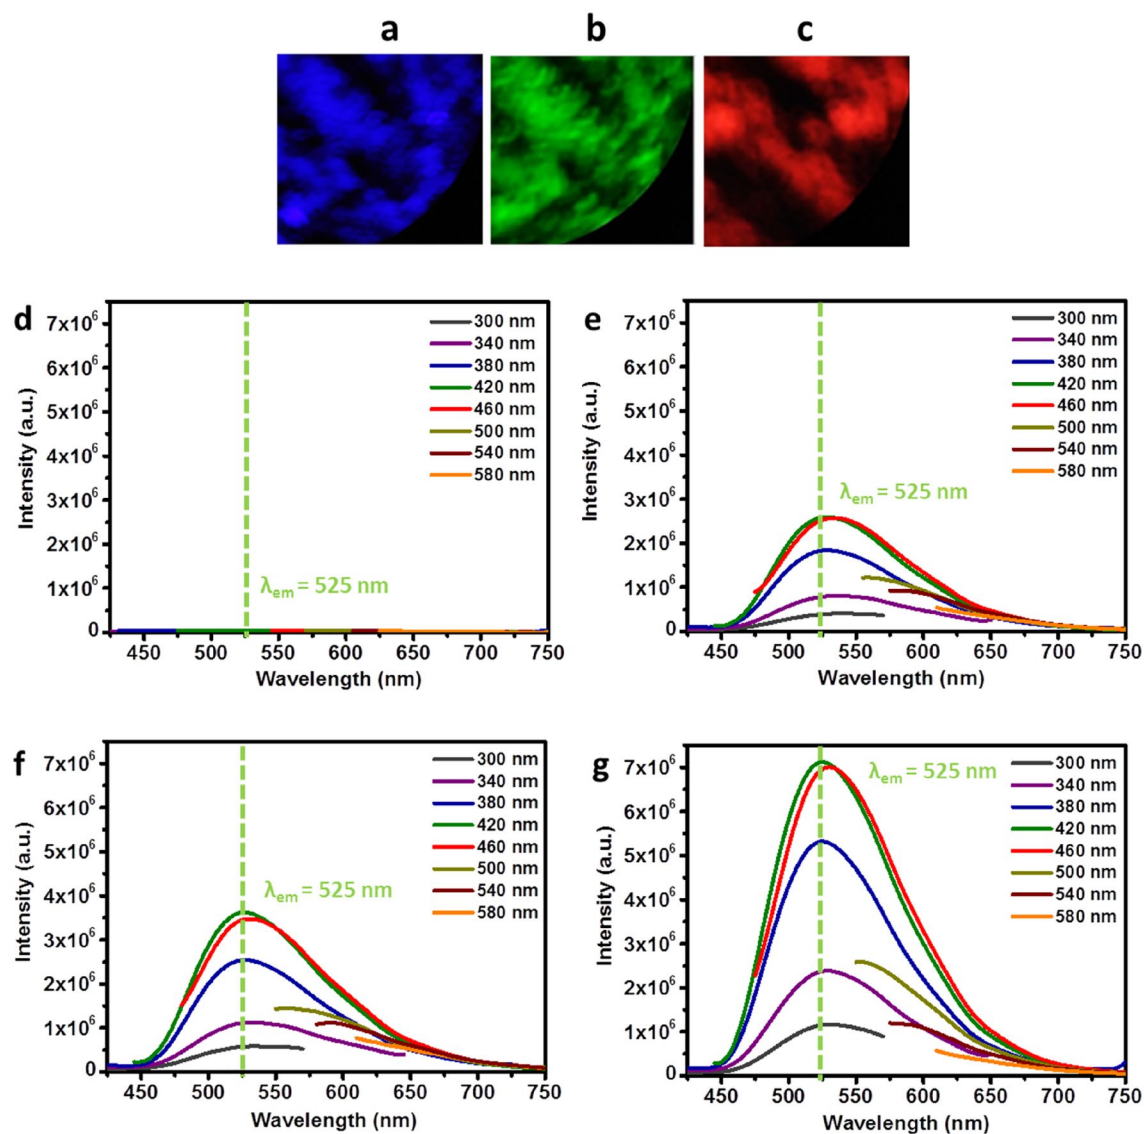 a b c
d
7x10⁶
6x10⁶
5x10⁶
4x10⁶
3x10⁶
2x10⁶
1x10⁶
0
Intensity (a.u.)
300 nm
340 nm
380 nm
420 nm
460 nm
500 nm
540 nm
580 nm
λem = 525 nm
450 500 550 600 650 700 750
Wavelength (nm)
e
7x10⁶
6x10⁶
5x10⁶
4x10⁶
3x10⁶
2x10⁶
1x10⁶
0
Intensity (a.u.)
300 nm
340 nm
380 nm
420 nm
460 nm
500 nm
540 nm
580 nm
λem = 525 nm
450 500 550 600 650 700 750
Wavelength (nm)
f
7x10⁶
6x10⁶
5x10⁶
4x10⁶
3x10⁶
2x10⁶
1x10⁶
0
Intensity (a.u.)
300 nm
340 nm
380 nm
420 nm
460 nm
500 nm
540 nm
580 nm
λem = 525 nm
450 500 550 600 650 700 750
Wavelength (nm)
g
7x10⁶
6x10⁶
5x10⁶
4x10⁶
3x10⁶
2x10⁶
1x10⁶
0
Intensity (a.u.)
λem = 525 nm
300 nm
340 nm
380 nm
420 nm
460 nm
500 nm
540 nm
580 nm
450 500 550 600 650 700 750
Wavelength (nm)